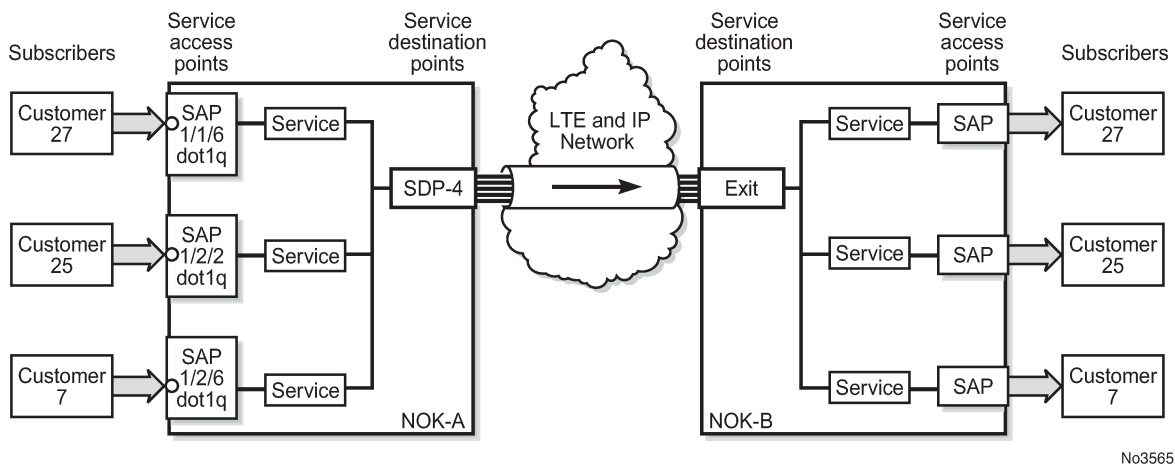 Subscribers
Service
access
points
Service
destination
points
Service
destination
points
Service
access
points
Subscribers
Customer
27
SAP
1/1/6
dot1q
Service
LTE and IP
Network
Service
SAP
Customer
27
SDP-4
Exit
Customer
25
SAP
1/2/2
dot1q
Service
Service
SAP
Customer
25
Customer
7
SAP
1/2/6
dot1q
Service
NOK-A
NOK-B
Service
SAP
Customer
7
No3565